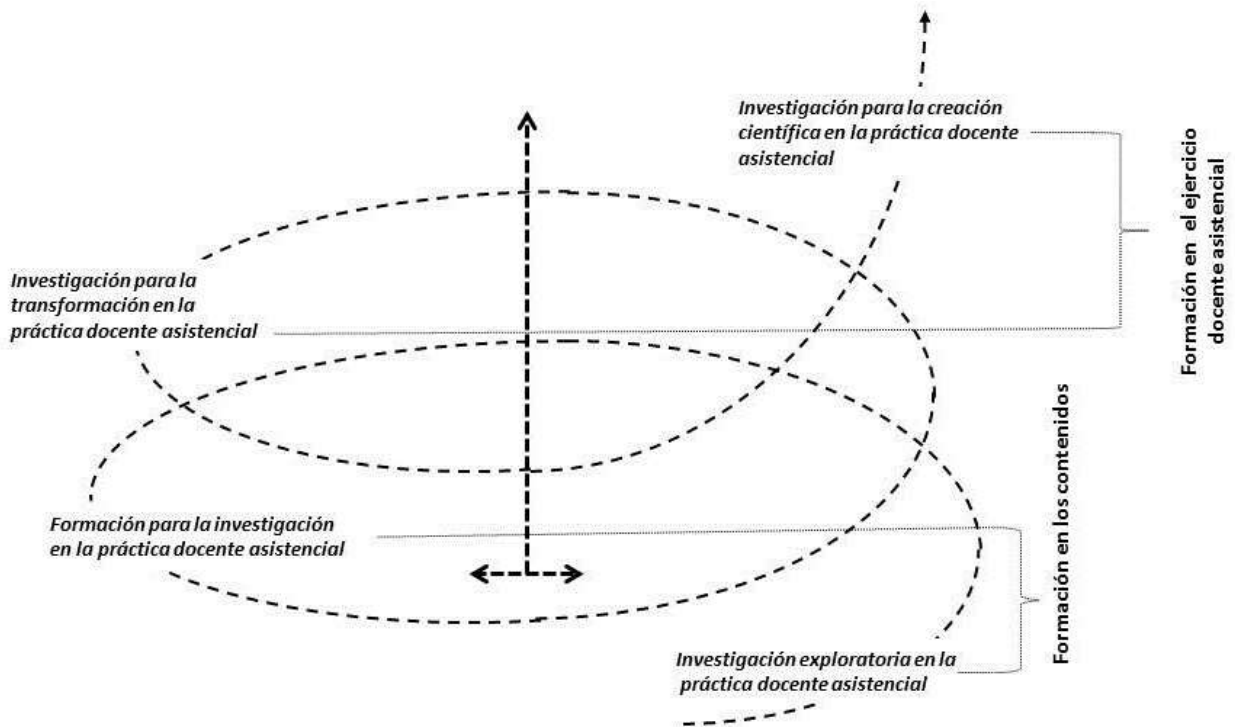 Investigación para la creación
científica en la práctica docente
asistencial
Investigación para la
transformación en la
práctica docente asistencial
Formación en el ejercicio
docente asistencial
Formación para la investigación
en la práctica docente asistencial
Formación en los contenidos
Investigación exploratoria en la
práctica docente asistencial